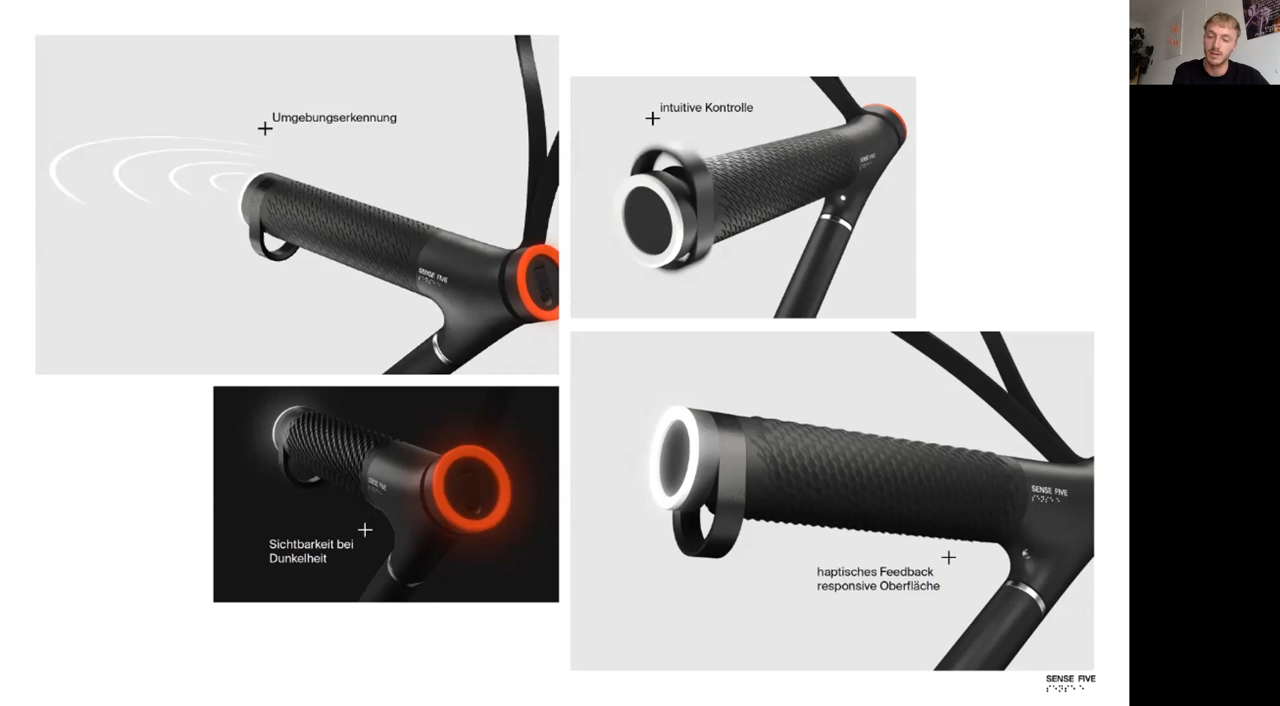 Umgebungserkennung
SENSE FIVE
intuitive Kontrolle
SENSE FIVE
Sichtbarkeit bei
Dunkelheit
SENSE FIVE
haptisches Feedback
responsive Oberfläche
SENSE FIVE